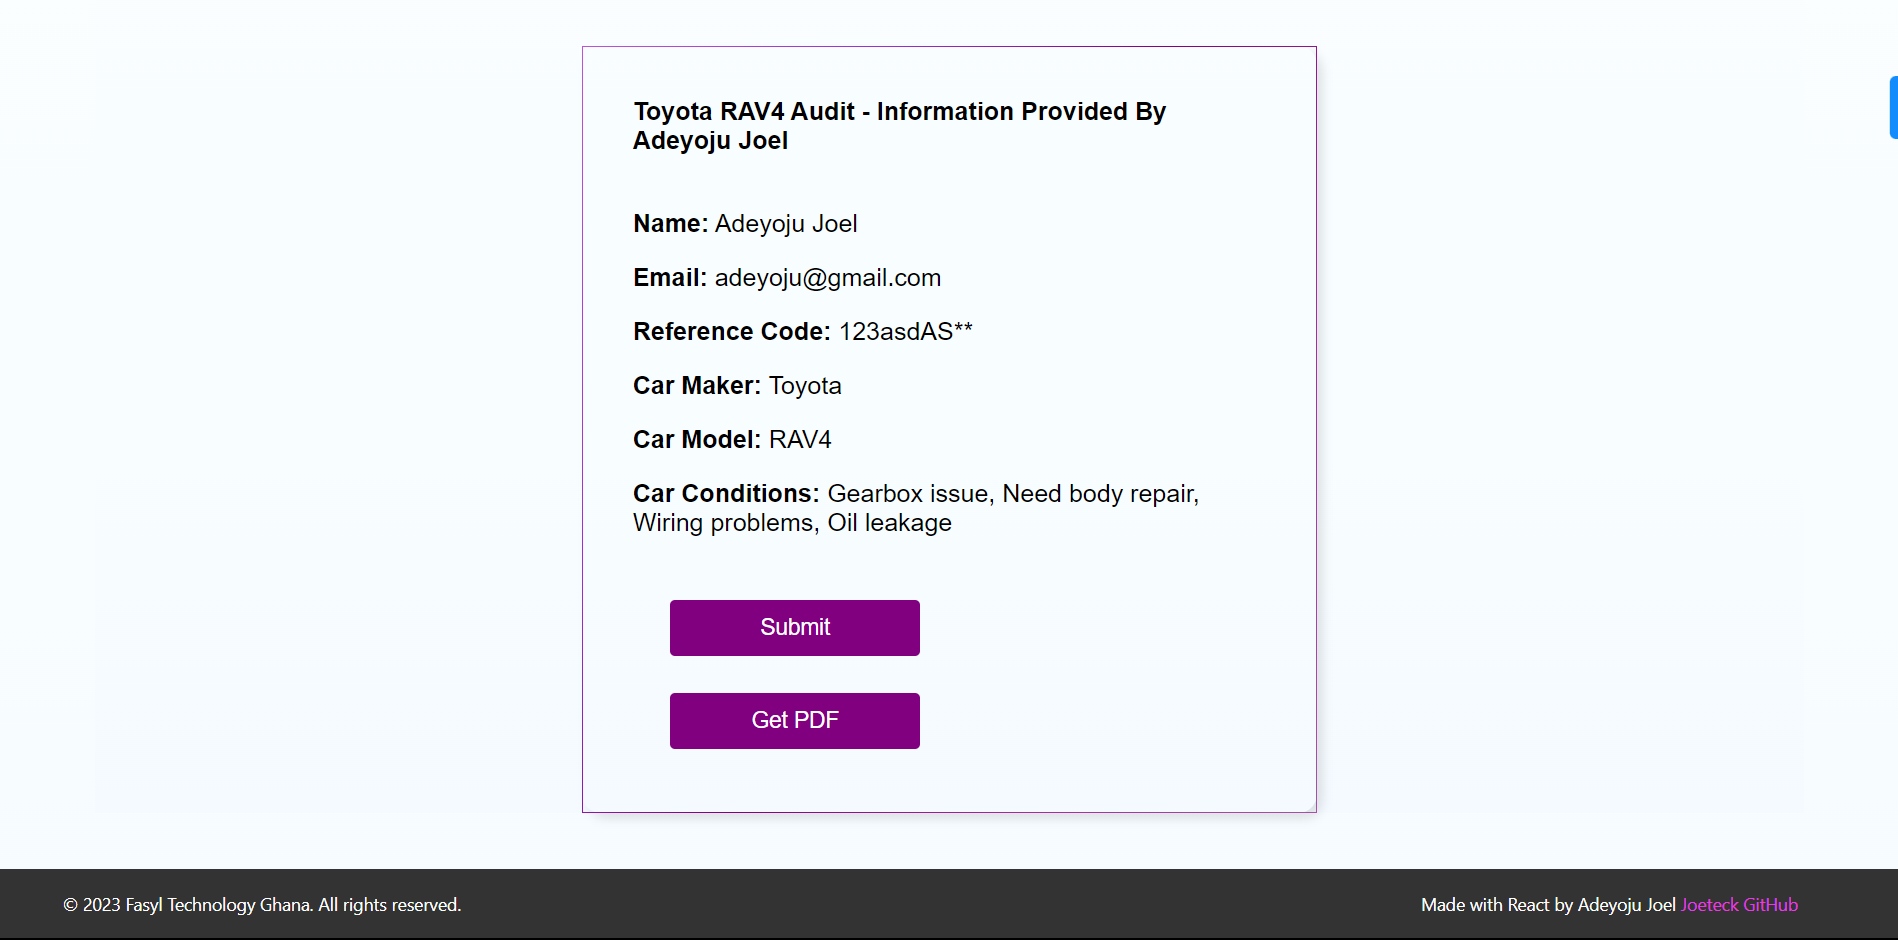 Toyota RAV4 Audit - Information Provided By
Adeyoju Joel
Name: Adeyoju Joel
Email: adeyoju@gmail.com
Reference Code: 123asdAS**
Car Maker: Toyota
Car Model: RAV4
Car Conditions: Gearbox issue, Need body repair,
Wiring problems, Oil leakage
Submit
Get PDF
© 2023 Fasyl Technology Ghana. All rights reserved.
Made with React by Adeyoju Joel Joeteck GitHub